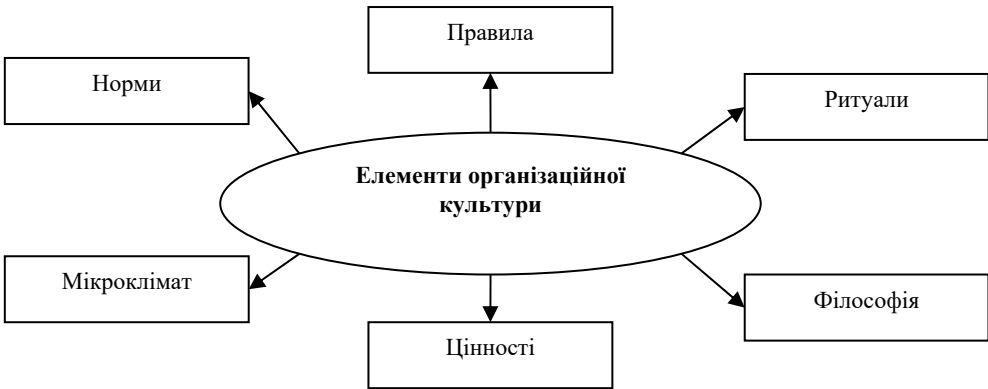 Правила
Норми
Ритуали
Елементи організаційної
культури
Мікроклімат
Філософія
Цінності